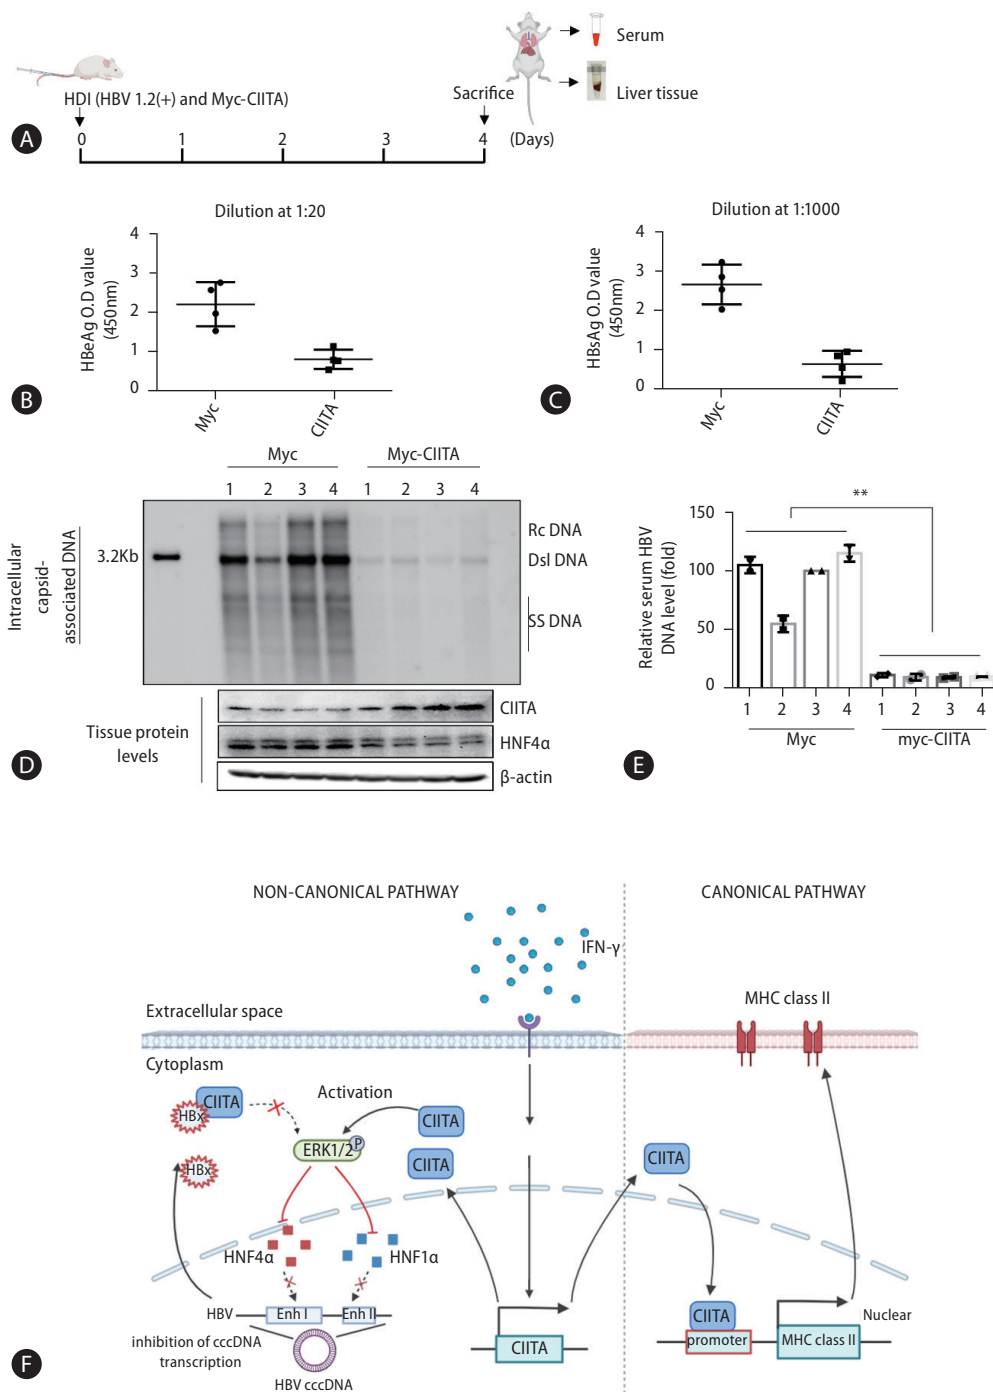 Serum
Liver tissue
HDI (HBV 1.2(+) and Myc-CIITA)
Sacrifice
A
0 1 2 3 4 (Days)
Dilution at 1:20
HBeAg O.D value
(450nm)
4
3
2
1
0
Myc
CIITA
B
Dilution at 1:1000
HBsAg O.D value
(450nm)
4
3
2
1
0
Myc
CIITA
C
Myc
Myc-CIITA
1 2 3 4 1 2 3 4
Intracellular
capsid-
associated DNA
3.2Kb
Rc DNA
Dsl DNA
SS DNA
Tissue protein
levels
CIITA
HNF4α
β-actin
D
Relative serum HBV
DNA level (fold)
150
100
50
0
**
1 2 3 4 1 2 3 4
Myc
myc-CIITA
E
NON-CANONICAL PATHWAY
CANONICAL PATHWAY
IFN-γ
MHC class II
Extracellular space
Cytoplasm
Activation
CIITA
HBx
CIITA
ERK1/2
P
CIITA
CIITA
HBx
HNF4α
HNF1α
HBV
Enh I
Enh II
inhibition of cccDNA
transcription
HBV cccDNA
CIITA
CIITA
promoter
MHC class II
Nuclear
F